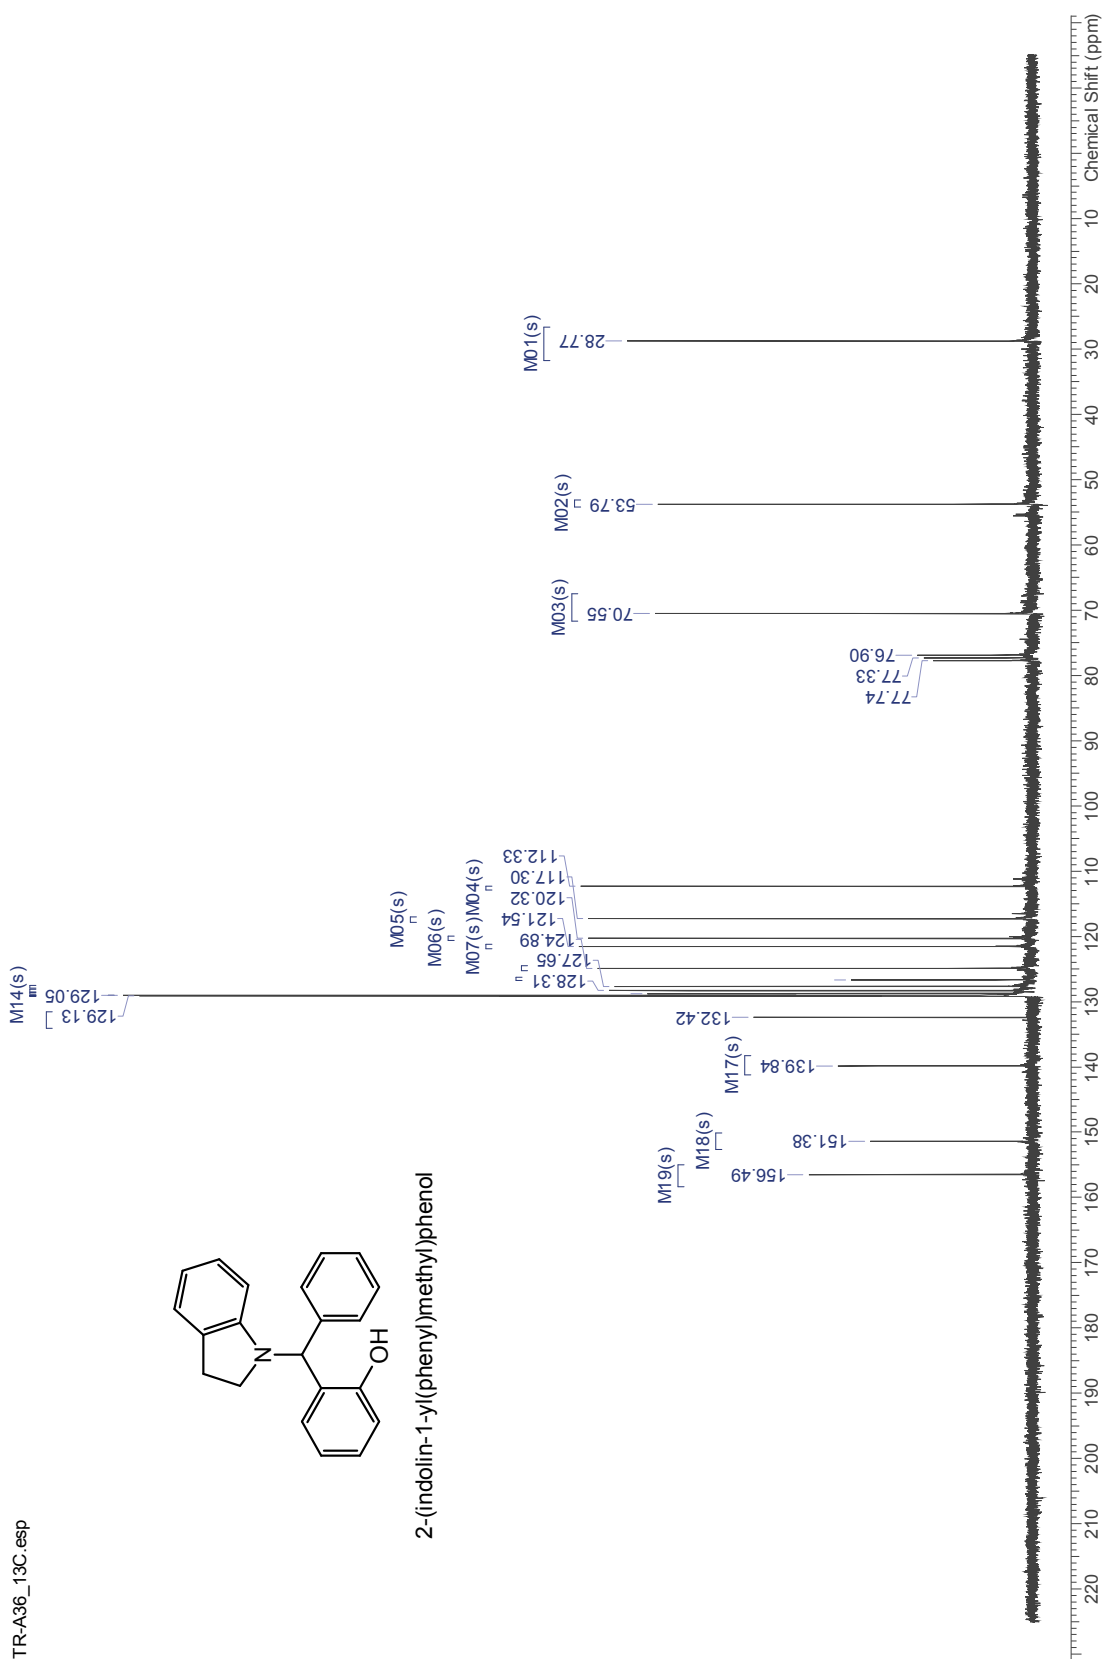 TR-A36_13C.esp
N
OH
2-(indolin-1-yl(phenyl)methyl)phenol
M19(s)
156.49
M18(s)
151.38
M17(s)
139.84
132.42
M14(s)
129.13
129.05
128.31
127.65
124.89
M07(s)
121.54
M06(s)
120.32
M05(s)
117.30
M04(s)
112.33
77.74
77.33
76.90
M03(s)
70.55
M02(s)
53.79
M01(s)
28.77
220 210 200 190 180 170 160 150 140 130 120 110 100 90 80 70 60 50 40 30 20 10 Chemical Shift (ppm)